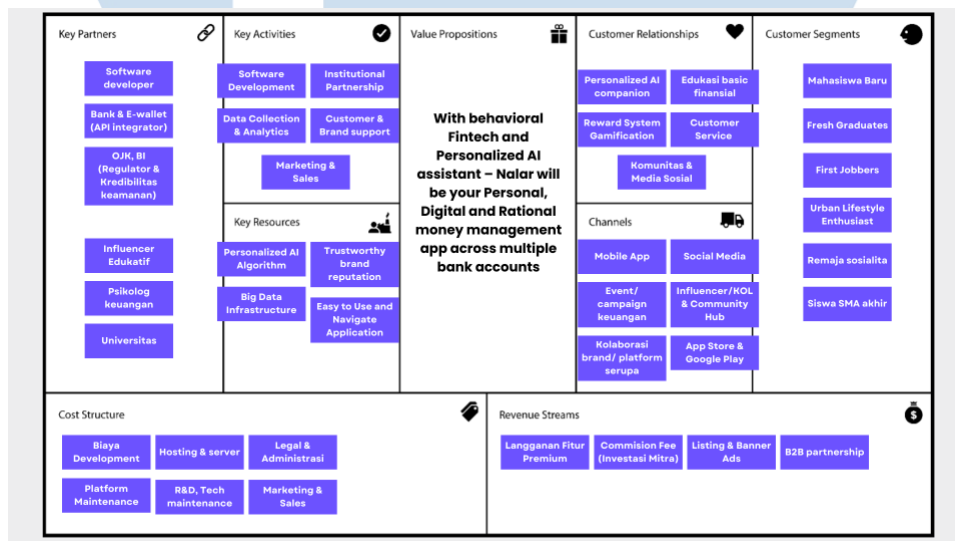 Key Partners
Software
developer
Bank & E-wallet
(API integrator)
OJK, BI
(Regulator &
Kredibilitas
keamanan)
Influencer
Edukatif
Psikolog
keuangan
Universitas
Key Activities
Software
Development
Institutional
Partnership
Data Collection
& Analytics
Customer &
Brand support
Marketing &
Sales
Key Resources
Personalized AI
Algorithm
Trustworthy
brand
reputation
Big Data
Infrastructure
Easy to Use and
Navigate
Application
Value Propositions
With behavioral
Fintech and
Personalized AI
assistant – Nalar will
be your Personal,
Digital and Rational
money management
app across multiple
bank accounts
Customer Relationships
Personalized AI
companion
Edukasi basic
finansial
Reward System
Gamification
Customer
Service
Komunitas &
Media Sosial
Channels
Mobile App
Social Media
Event/
campaign
keuangan
Influencer/KOL
& Community
Hub
Kolaborasi
brand/ platform
serupa
App Store &
Google Play
Customer Segments
Mahasiswa Baru
Fresh Graduates
First Jobbers
Urban Lifestyle
Enthusiast
Remaja sosialita
Siswa SMA akhir
Cost Structure
Biaya
Development
Hosting & server
Legal &
Administrasi
Platform
Maintenance
R&D, Tech
maintenance
Marketing &
Sales
Revenue Streams
$
Langganan Fitur
Premium
Commision Fee
(Investasi Mitra)
Listing & Banner
Ads
B2B partnership